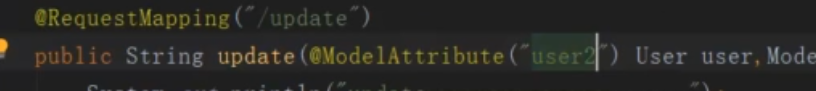 @RequestMapping("/update")
public String update(@ModelAttribute("user2") User user,Mode